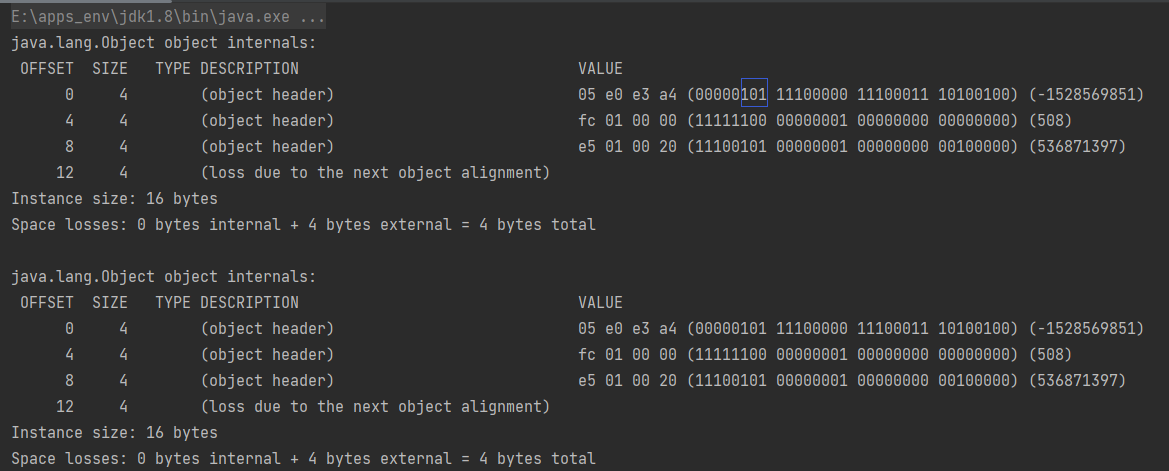 E:\apps_env\jdk1.8\bin\java.exe ...
java.lang.Object object internals:
 OFFSET  SIZE   TYPE DESCRIPTION                               VALUE
      0     4        (object header)                           05 e0 e3 a4 (00000101 11100000 11100011 10100100) (-1528569851)
      4     4        (object header)                           fc 01 00 00 (11111100 00000001 00000000 00000000) (508)
      8     4        (object header)                           e5 01 00 20 (11100101 00000001 00000000 00100000) (536871397)
     12     4        (loss due to the next object alignment)
Instance size: 16 bytes
Space losses: 0 bytes internal + 4 bytes external = 4 bytes total

java.lang.Object object internals:
 OFFSET  SIZE   TYPE DESCRIPTION                               VALUE
      0     4        (object header)                           05 e0 e3 a4 (00000101 11100000 11100011 10100100) (-1528569851)
      4     4        (object header)                           fc 01 00 00 (11111100 00000001 00000000 00000000) (508)
      8     4        (object header)                           e5 01 00 20 (11100101 00000001 00000000 00100000) (536871397)
     12     4        (loss due to the next object alignment)
Instance size: 16 bytes
Space losses: 0 bytes internal + 4 bytes external = 4 bytes total